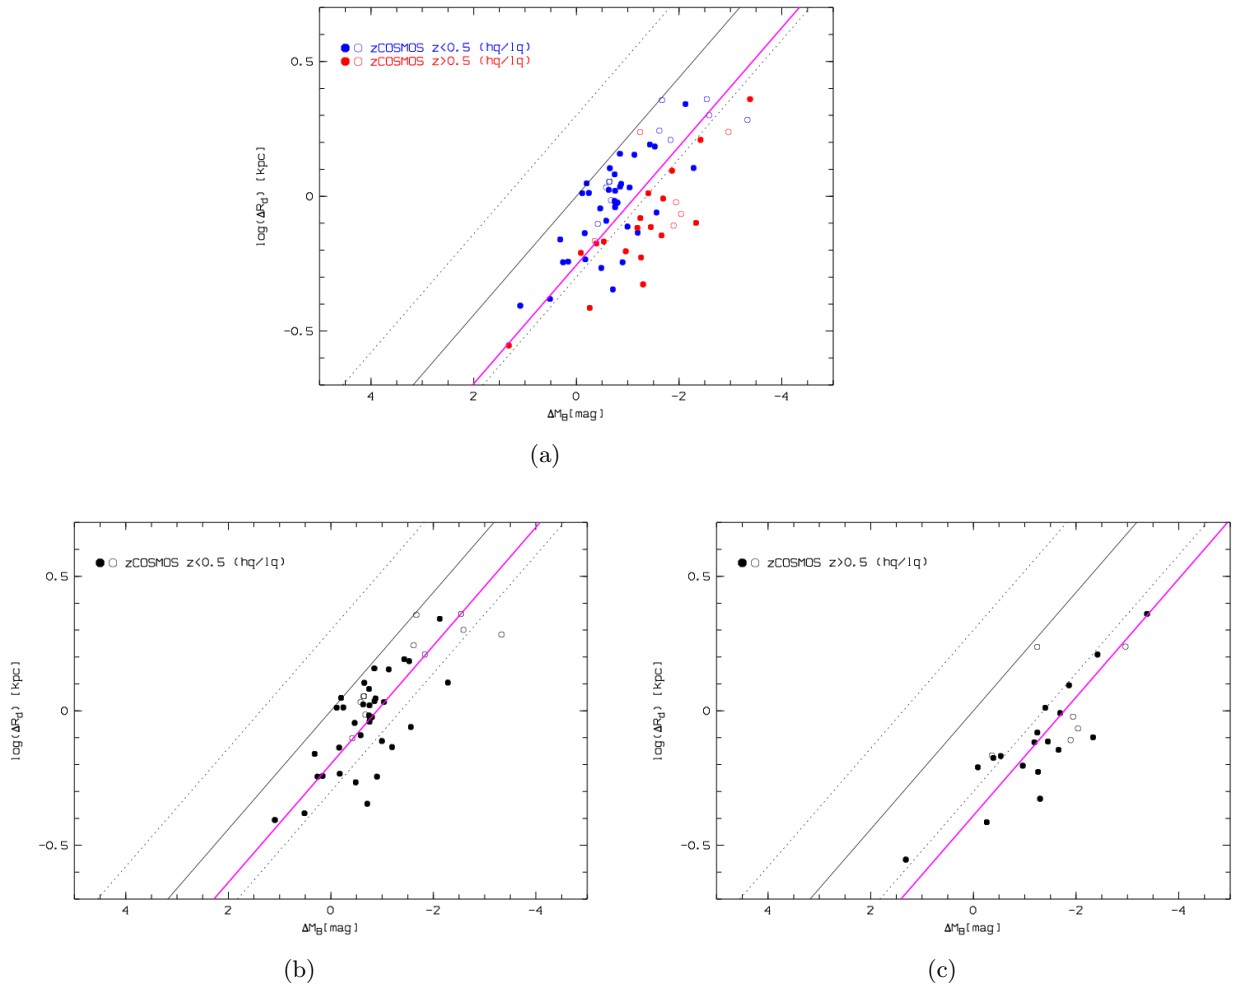 zCOSMOS z<0.5 (hq/lq)
zCOSMOS z>0.5 (hq/lq)
0.5
0
-0.5
log(ΔR_d) [kpc]
4 2 0 -2 -4
ΔM_B[mag]
(a)
zCOSMOS z<0.5 (hq/lq)
0.5
0
-0.5
log(ΔR_d) [kpc]
4 2 0 -2 -4
ΔM_B[mag]
(b)
zCOSMOS z>0.5 (hq/lq)
0.5
0
-0.5
log(ΔR_d) [kpc]
4 2 0 -2 -4
ΔM_B[mag]
(c)